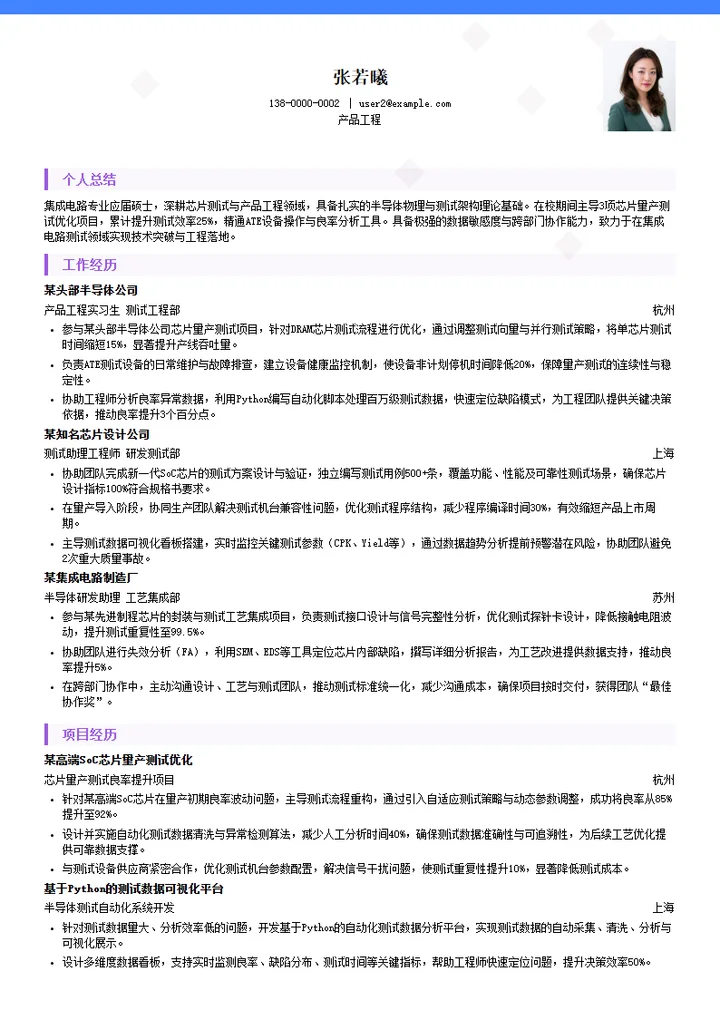 张若曦
138-0000-0002 | user2@example.com
产品工程
个人总结
集成电路专业应届硕士，深耕芯片测试与产品工程领域，具备扎实的半导体物理与测试架构理论基础。在校期间主导3项芯片量产测
试优化项目，累计提升测试效率25%，精通ATE设备操作与良率分析工具。具备极强的数据敏感度与跨部门协作能力，致力于在集成
电路测试领域实现技术突破与工程落地。
工作经历
某头部半导体公司
产品工程实习生 测试工程部 杭州
• 参与某头部半导体公司芯片量产测试项目，针对DRAM芯片测试流程进行优化，通过调整测试向量与并行测试策略，将单芯片测试
时间缩短15%，显著提升产线吞吐量。
• 负责ATE测试设备的日常维护与故障排查，建立设备健康监控机制，使设备非计划停机时间降低20%，保障量产测试的连续性与稳
定性。
• 协助工程师分析良率异常数据，利用Python编写自动化脚本处理百万级测试数据，快速定位缺陷模式，为工程团队提供关键决策
依据，推动良率提升3个百分点。
某知名芯片设计公司
测试助理工程师 研发测试部 上海
• 协助团队完成新一代SoC芯片的测试方案设计与验证，独立编写测试用例500+条，覆盖功能、性能及可靠性测试场景，确保芯片
设计指标100%符合规格书要求。
• 在量产导入阶段，协同生产团队解决测试机台兼容性问题，优化测试程序结构，减少程序编译时间30%，有效缩短产品上市周
期。
• 主导测试数据可视化看板搭建，实时监控关键测试参数（CPK、Yield等），通过数据趋势分析提前预警潜在风险，协助团队避免
2次重大质量事故。
某集成电路制造厂
半导体研发助理 工艺集成部 苏州
• 参与某先进制程芯片的封装与测试工艺集成项目，负责测试接口设计与信号完整性分析，优化测试探针卡设计，降低接触电阻波
动，提升测试重复性至99.5%。
• 协助团队进行失效分析（FA），利用SEM、EDS等工具定位芯片内部缺陷，撰写详细分析报告，为工艺改进提供数据支持，推动良
率提升5%。
• 在跨部门协作中，主动沟通设计、工艺与测试团队，推动测试标准统一化，减少沟通成本，确保项目按时交付，获得团队“最佳
协作奖”。
项目经历
某高端SoC芯片量产测试优化
芯片量产测试良率提升项目 杭州
• 针对某高端SoC芯片在量产初期良率波动问题，主导测试流程重构，通过引入自适应测试策略与动态参数调整，成功将良率从85%
提升至92%。
• 设计并实施自动化测试数据清洗与异常检测算法，减少人工分析时间40%，确保测试数据准确性与可追溯性，为后续工艺优化提
供可靠数据支撑。
• 与测试设备供应商紧密合作，优化测试机台参数配置，解决信号干扰问题，使测试重复性提升10%，显著降低测试成本。
基于Python的测试数据可视化平台
半导体测试自动化系统开发 上海
• 针对测试数据量大、分析效率低的问题，开发基于Python的自动化测试数据分析平台，实现测试数据的自动采集、清洗、分析与
可视化展示。
• 设计多维度数据看板，支持实时监测良率、缺陷分布、测试时间等关键指标，帮助工程师快速定位问题，提升决策效率50%。